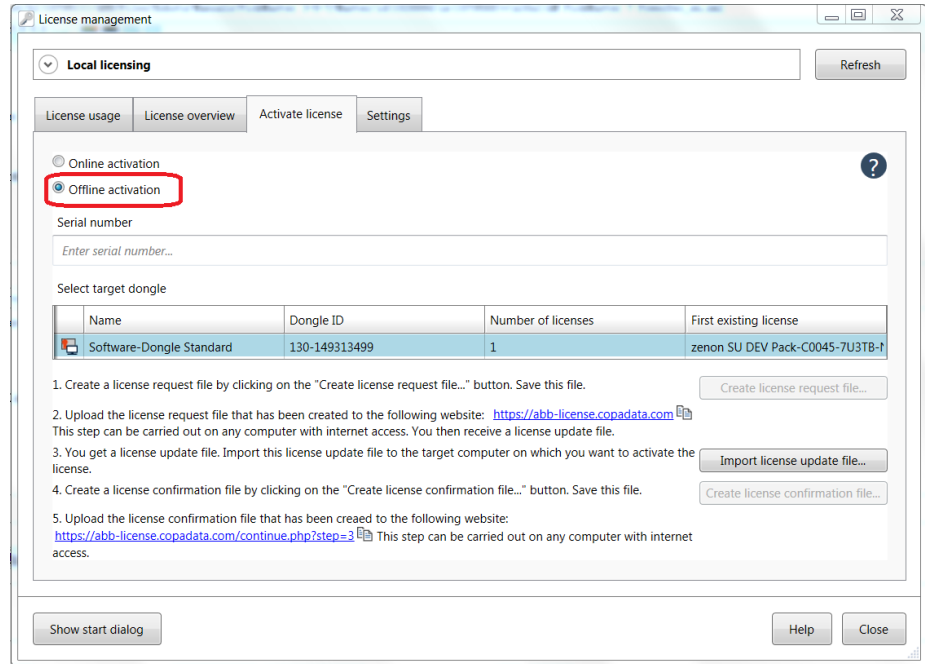 License management
Local licensing
Refresh
License usage
License overview
Activate license
Settings
Online activation
?
Offline activation
Serial number
Enter serial number...
Select target dongle
Name Dongle ID Number of licenses First existing license
Software-Dongle Standard 130-149313499 1 zenon SU DEV Pack-C0045-7U3TB-
1. Create a license request file by clicking on the "Create license request file..." button. Save this file.
Create license request file...
2. Upload the license request file that has been created to the following website: https://abb-license.copadata.com
This step can be carried out on any computer with internet access. You then receive a license update file.
3. You get a license update file. Import this license update file to the target computer on which you want to activate the
license.
Import license update file...
4. Create a license confirmation file by clicking on the "Create license confirmation file..." button. Save this file.
Create license confirmation file...
5. Upload the license confirmation file that has been creaed to the following website:
https://abb-license.copadata.com/continue.php?step=3 This step can be carried out on any computer with internet
access.
Show start dialog
Help
Close